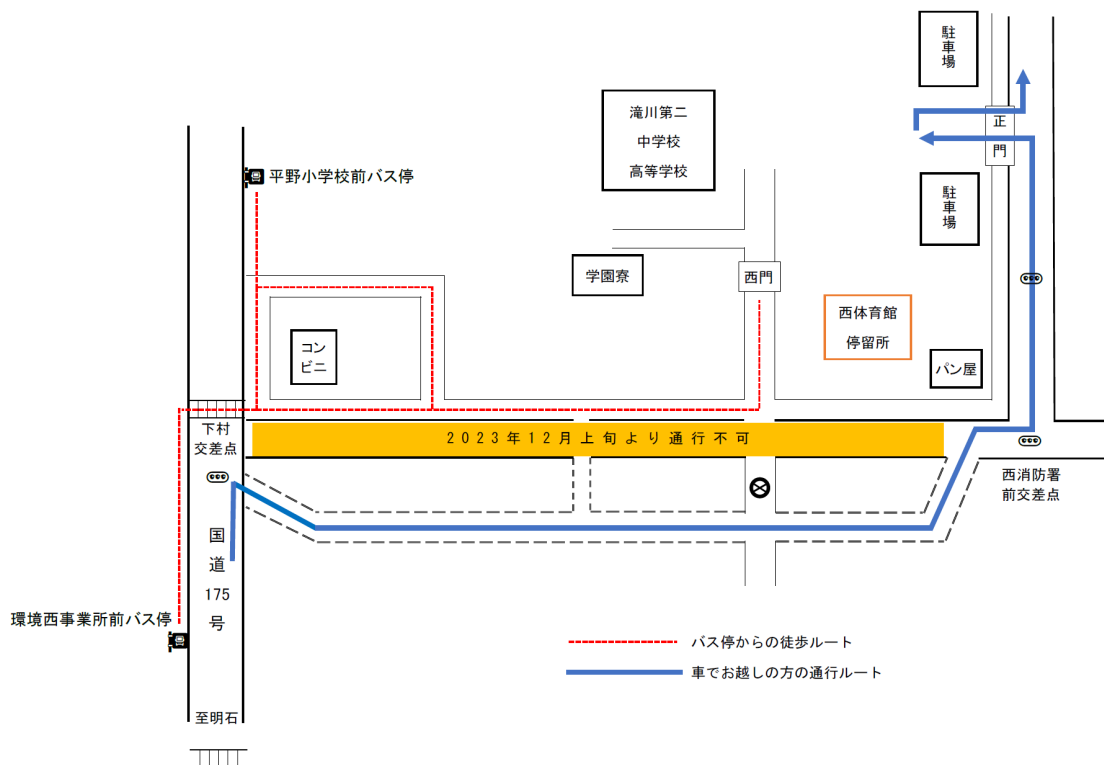 駐車場
滝川第二
中学校
高等学校
正門
平野小学校前バス停
駐車場
学園寮
西門
西体育館
停留所
コン
ビニ
パン屋
下村
交差点
2023年12月上旬より通行不可
西消防署
前交差点
国道175号
環境西事業所前バス停
バス停からの徒歩ルート
車でお越しの方の通行ルート
至明石